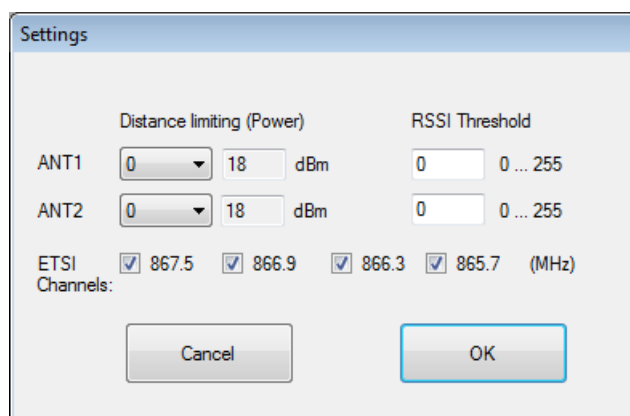 Settings
Distance limiting (Power) RSSI Threshold
ANT1 0 18 dBm 0 0 ... 255
ANT2 0 18 dBm 0 0 ... 255
ETSI Channels: 867.5 866.9 866.3 865.7 (MHz)
Cancel OK